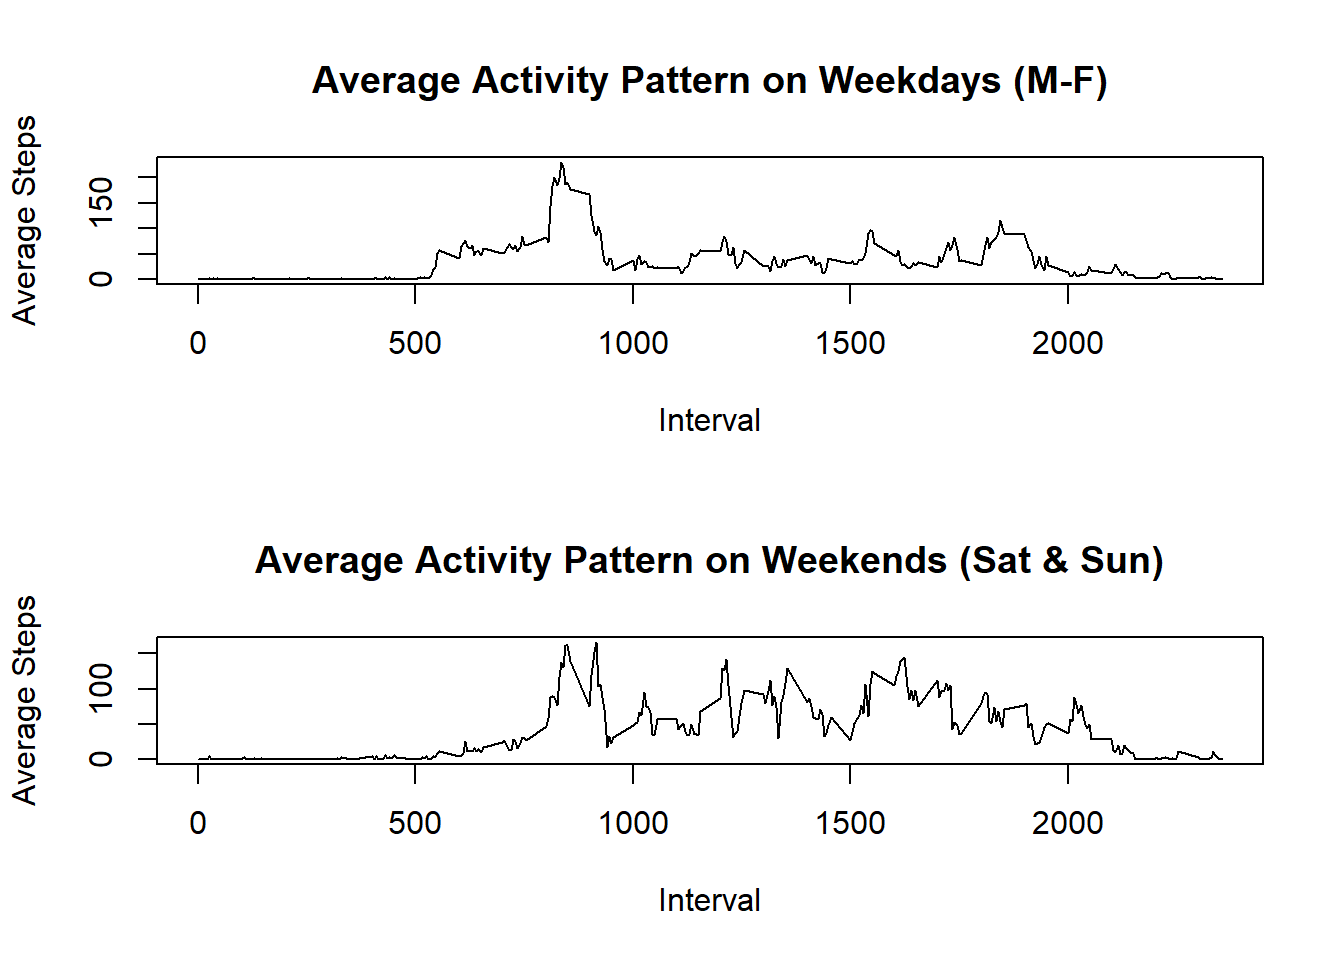 Average Activity Pattern on Weekdays (M-F)
Average Steps
150
0
0 500 1000 1500 2000
Interval
Average Activity Pattern on Weekends (Sat & Sun)
Average Steps
100
0
0 500 1000 1500 2000
Interval